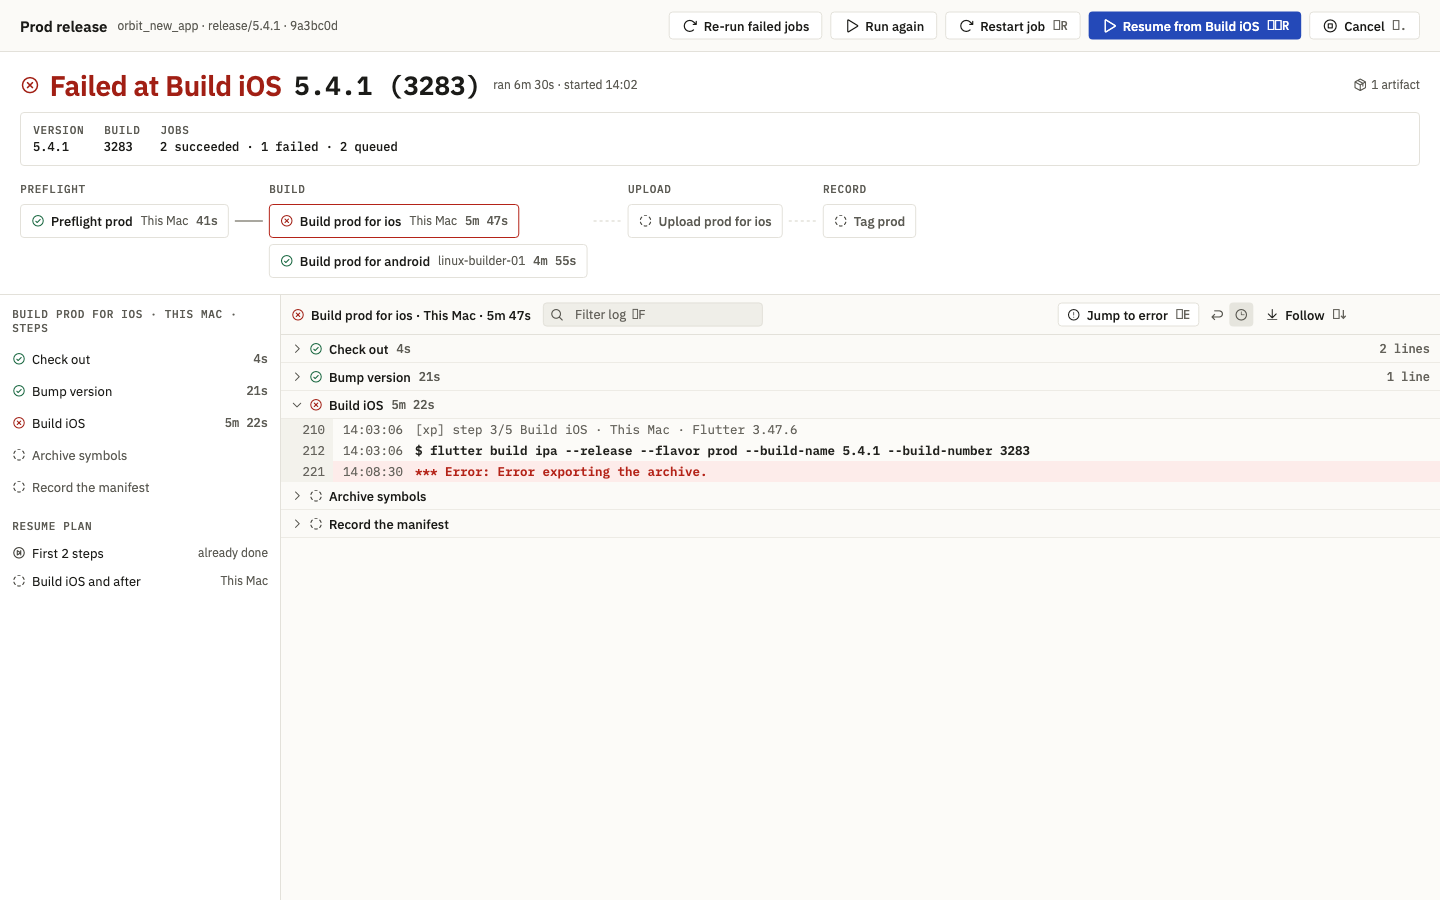 Prod release orbit_new_app · release/5.4.1 · 9a3bc0d Re-run failed jobs Run again Restart job R Resume from Build iOS R Cancel .
Failed at Build iOS 5.4.1 (3283) ran 6m 30s · started 14:02 1 artifact
VERSION BUILD JOBS
5.4.1 3283 2 succeeded · 1 failed · 2 queued
PREFLIGHT BUILD UPLOAD RECORD
Preflight prod This Mac 41s Build prod for ios This Mac 5m 47s Upload prod for ios Tag prod
Build prod for android linux-builder-01 4m 55s
BUILD PROD FOR IOS · THIS MAC ·
STEPS
Check out 4s
Bump version 21s
Build iOS 5m 22s
Archive symbols
Record the manifest
RESUME PLAN
First 2 steps already done
Build iOS and after This Mac
Build prod for ios · This Mac · 5m 47s Filter log F Jump to error E Follow ↓
Check out 4s 2 lines
Bump version 21s 1 line
Build iOS 5m 22s
210 14:03:06 [xp] step 3/5 Build iOS · This Mac · Flutter 3.47.6
212 14:03:06 $ flutter build ipa --release --flavor prod --build-name 5.4.1 --build-number 3283
221 14:08:30 *** Error: Error exporting the archive.
Archive symbols
Record the manifest